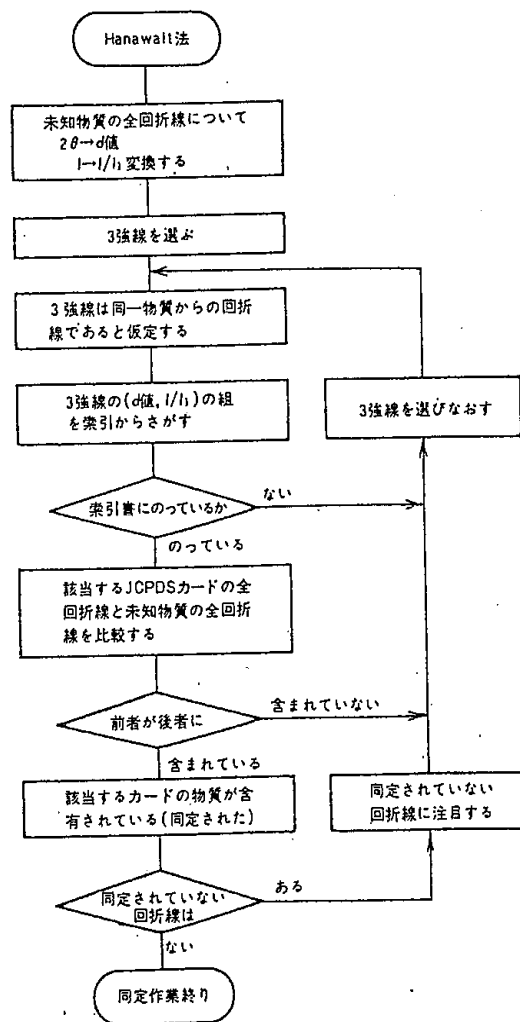 Hanawalt法
未知物質の全回折線について
2θ→d値
I→I/I₁変換する
3強線を選ぶ
3強線は同一物質からの回折
線であると仮定する
3強線の(d値, I/I₁)の組
を索引からさがす
3強線を選びなおす
索引書にのっているか
ない
のっている
該当するJCPDSカードの全
回折線と未知物質の全回折
線を比較する
前者が後者に
含まれていない
含まれている
該当するカードの物質が含
有されている(同定された)
同定されていない
回折線に注目する
同定されていない
回折線は
ある
ない
同定作業終り